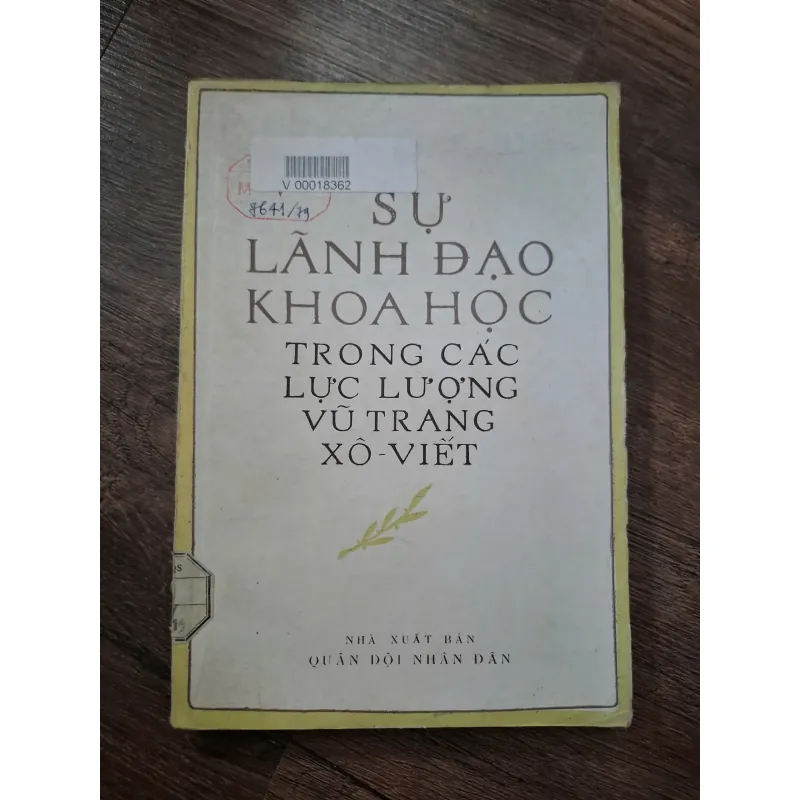 V 00018362
7641/79
SỰ
LÃNH ĐẠO
KHOA HỌC
TRONG CÁC
LỰC LƯỢNG
VŨ TRANG
XÔ-VIẾT
NHÀ XUẤT BẢN
QUÂN ĐỘI NHÂN DÂN